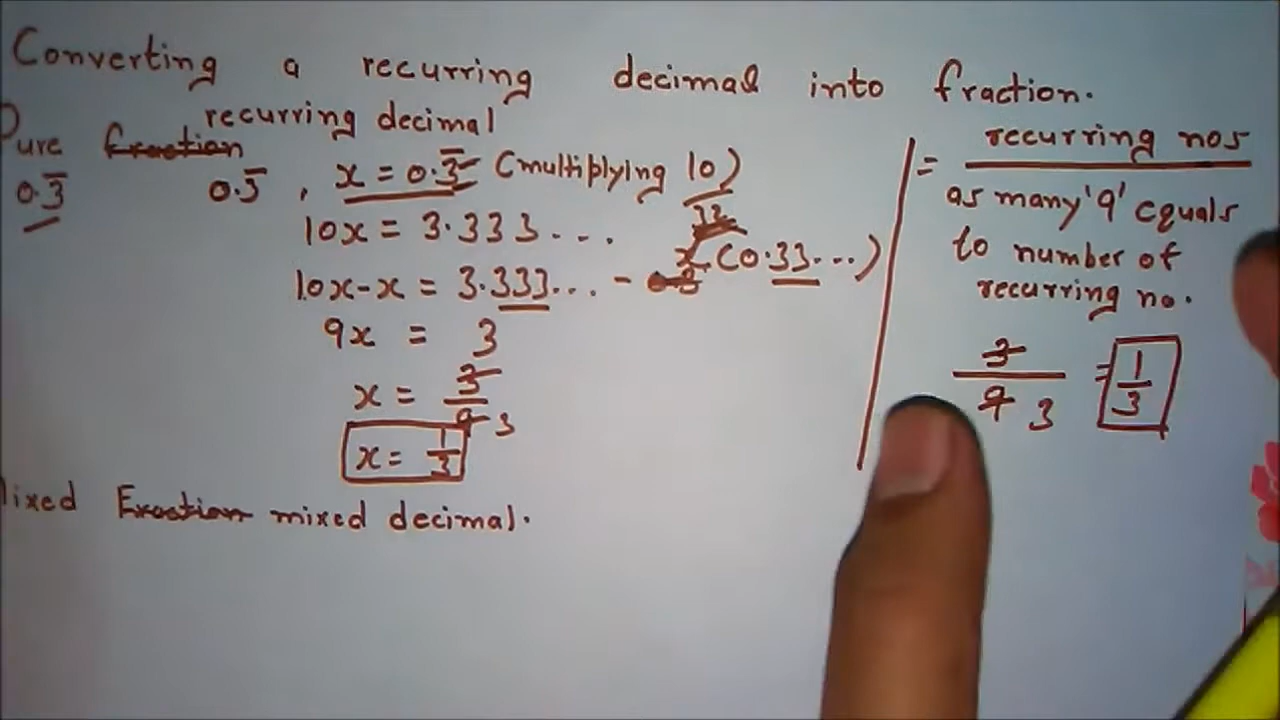 Converting a recurring decimal into fraction.
recurring decimal
Pure fraction
0.3̅ 0.3̅, x = 0.3̅ (multiplying 10)
10x = 3.333...
10x-x = 3.333... - x (0.33...)
9x = 3
x = 3/9 3
x = 1/3
Mixed Fraction mixed decimal.
= recurring nos
as many '9' equals
to number of
recurring no.
3/9 3 = 1/3